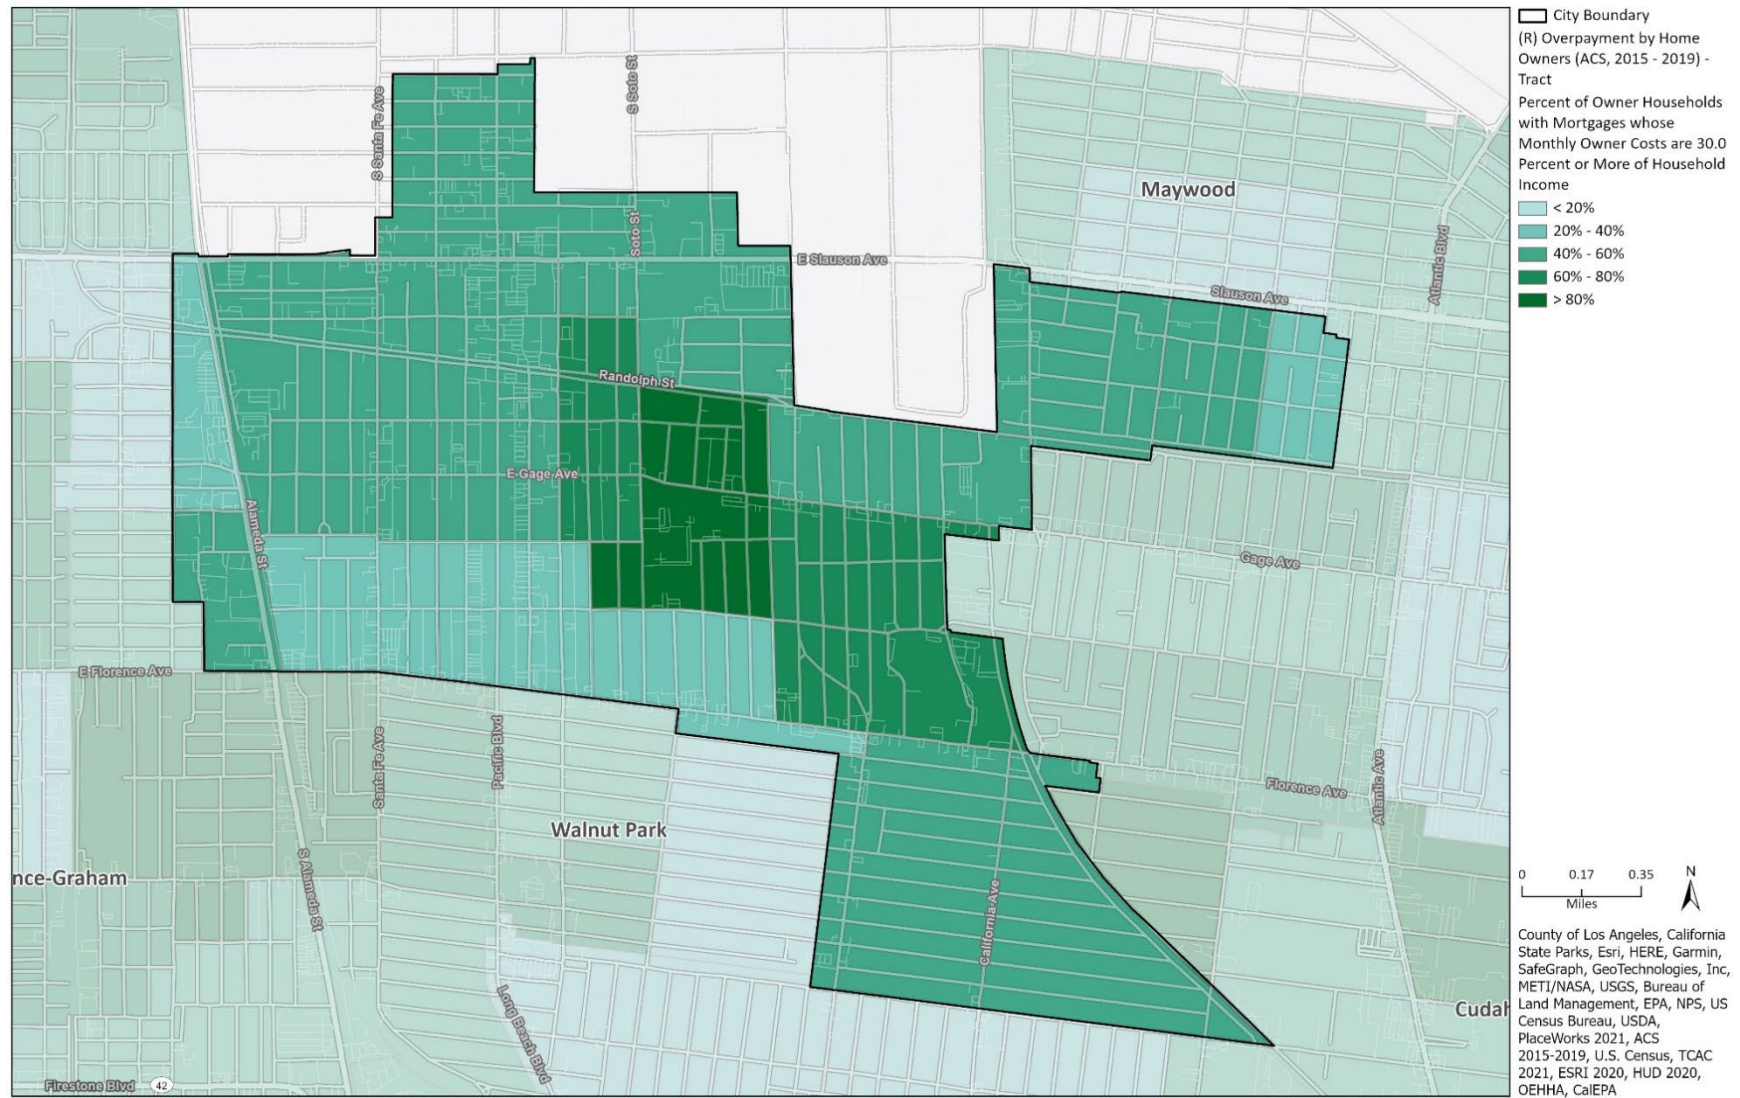 City Boundary
(R) Overpayment by Home
Owners (ACS, 2015 - 2019) -
Tract
Percent of Owner Households
with Mortgages whose
Monthly Owner Costs are 30.0
Percent or More of Household
Income
< 20%
20% - 40%
40% - 60%
60% - 80%
> 80%
S Santa Fe Ave
S Soto St
Maywood
Soto St
E Slauson Ave
Atlantic Blvd
Slauson Ave
Randolph St
E Gage Ave
Alameda St
Gage Ave
E Florence Ave
Santa Fe Ave
Pacific Blvd
Florence Ave
Atlantic Ave
Walnut Park
nce-Graham
S Alameda St
California Ave
Long Beach Blvd
Cudah
Firestone Blvd
42
0 0.17 0.35
Miles
N
County of Los Angeles, California
State Parks, Esri, HERE, Garmin,
SafeGraph, GeoTechnologies, Inc,
METI/NASA, USGS, Bureau of
Land Management, EPA, NPS, US
Census Bureau, USDA,
PlaceWorks 2021, ACS
2015-2019, U.S. Census, TCAC
2021, ESRI 2020, HUD 2020,
OEHHA, CalEPA